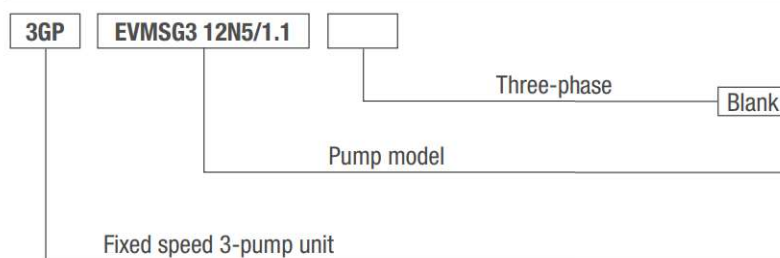 3GP EVMSG3 12N5/1.1
Three-phase Blank
Pump model
Fixed speed 3-pump unit